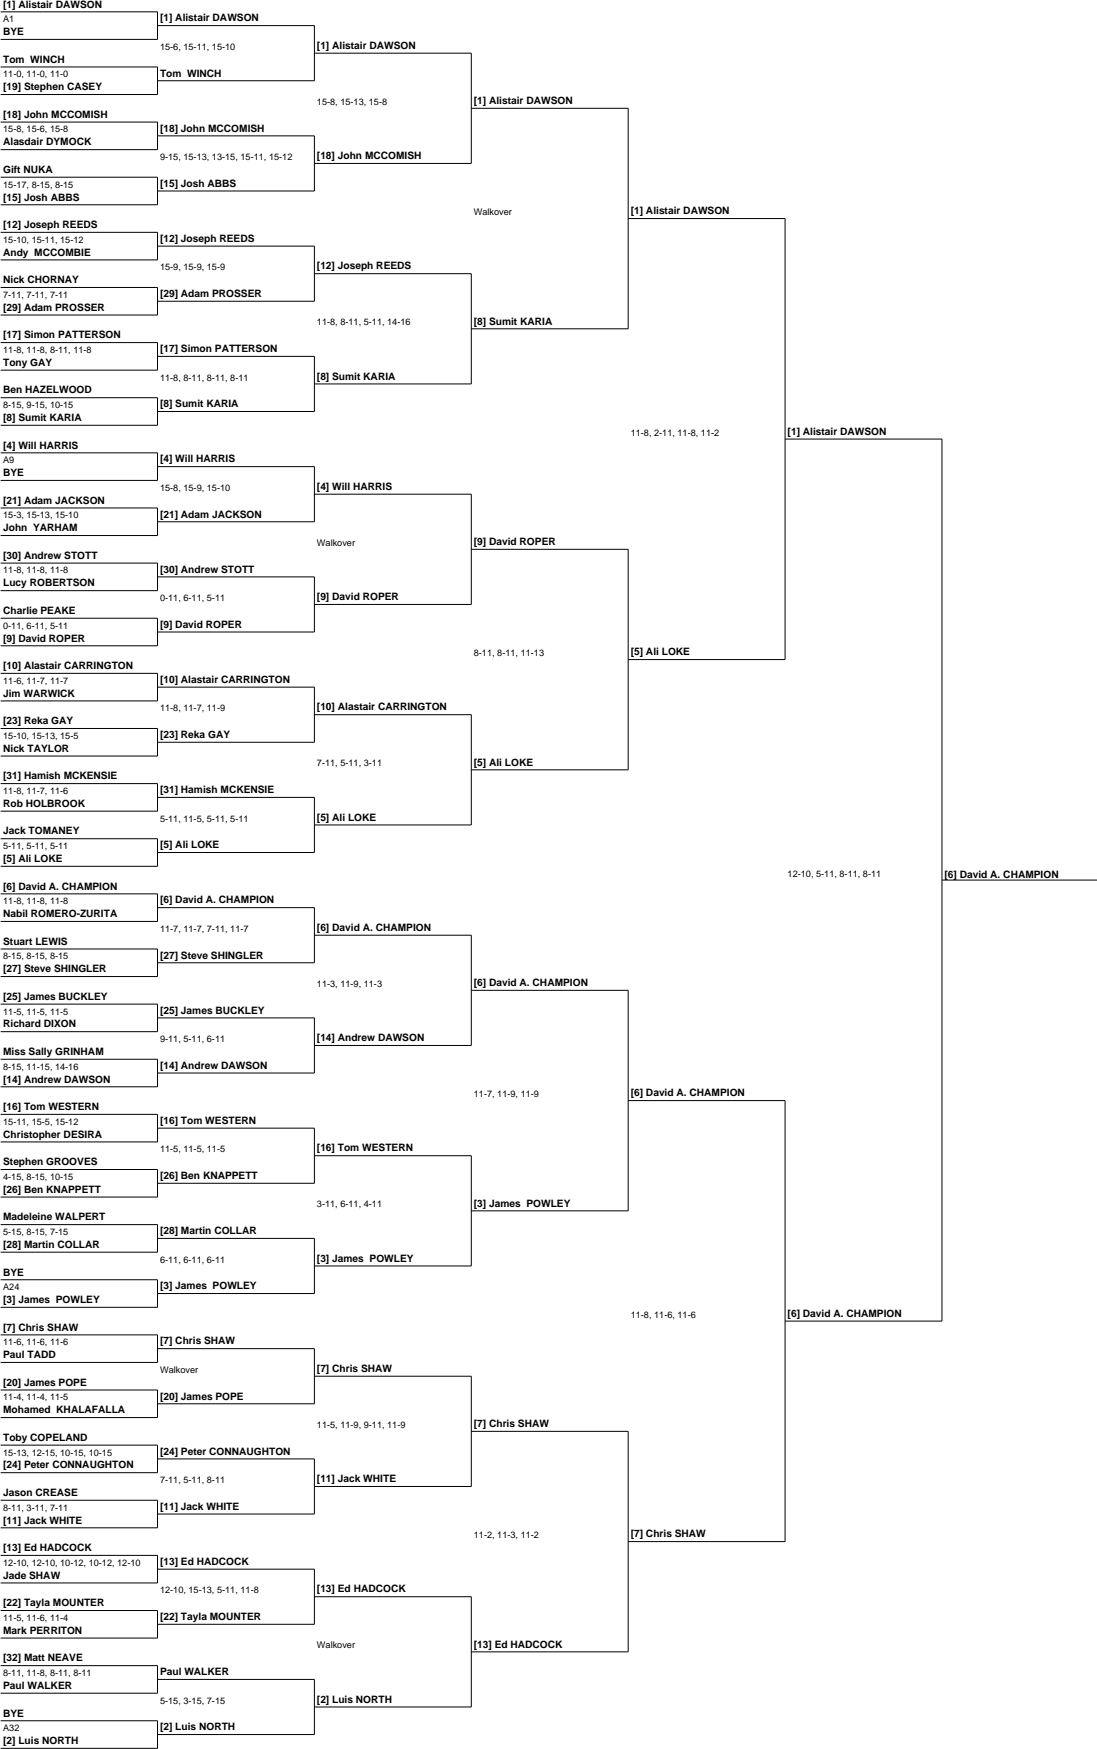 [1] Alistair DAWSON
A1
BYE
Tom  WINCH
11-0, 11-0, 11-0
[19] Stephen CASEY
[18] John MCCOMISH
15-8, 15-6, 15-8
Alasdair DYMOCK
Gift NUKA
15-17, 8-15, 8-15
[15] Josh ABBS
[12] Joseph REEDS
15-10, 15-11, 15-12
Andy  MCCOMBIE
Nick CHORNAY
7-11, 7-11, 7-11
[29] Adam PROSSER
[17] Simon PATTERSON
11-8, 11-8, 8-11, 11-8
Tony GAY
Ben HAZELWOOD
8-15, 9-15, 10-15
[8] Sumit KARIA
[4] Will HARRIS
A9
BYE
[21] Adam JACKSON
15-3, 15-13, 15-10
John  YARHAM
[30] Andrew STOTT
11-8, 11-8, 11-8
Lucy ROBERTSON
Charlie PEAKE
0-11, 6-11, 5-11
[9] David ROPER
[10] Alastair CARRINGTON
11-6, 11-7, 11-7
Jim WARWICK
[23] Reka GAY
15-10, 15-13, 15-5
Nick TAYLOR
[31] Hamish MCKENSIE
11-8, 11-7, 11-6
Rob HOLBROOK
Jack TOMANEY
5-11, 5-11, 5-11
[5] Ali LOKE
[6] David A. CHAMPION
11-8, 11-8, 11-8
Nabil ROMERO-ZURITA
Stuart LEWIS
8-15, 8-15, 8-15
[27] Steve SHINGLER
[25] James BUCKLEY
11-5, 11-5, 11-5
Richard DIXON
Miss Sally GRINHAM
8-15, 11-15, 14-16
[14] Andrew DAWSON
[16] Tom WESTERN
15-11, 15-5, 15-12
Christopher DESIRA
Stephen GROOVES
4-15, 8-15, 10-15
[26] Ben KNAPPETT
Madeleine WALPERT
5-15, 8-15, 7-15
[28] Martin COLLAR
BYE
A24
[3] James  POWLEY
[7] Chris SHAW
11-6, 11-6, 11-6
Paul TADD
[20] James POPE
11-4, 11-4, 11-5
Mohamed  KHALAFALLA
Toby COPELAND
15-13, 12-15, 10-15, 10-15
[24] Peter CONNAUGHTON
Jason CREASE
8-11, 3-11, 7-11
[11] Jack WHITE
[13] Ed HADCOCK
12-10, 12-10, 10-12, 10-12, 12-10
Jade SHAW
[22] Tayla MOUNTER
11-5, 11-6, 11-4
Mark PERRITON
[32] Matt NEAVE
8-11, 11-8, 8-11, 8-11
Paul WALKER
BYE
A32
[2] Luis NORTH
[1] Alistair DAWSON
15-6, 15-11, 15-10
Tom  WINCH
[18] John MCCOMISH
9-15, 15-13, 13-15, 15-11, 15-12
[15] Josh ABBS
[12] Joseph REEDS
15-9, 15-9, 15-9
[29] Adam PROSSER
[17] Simon PATTERSON
11-8, 8-11, 8-11, 8-11
[8] Sumit KARIA
[4] Will HARRIS
15-8, 15-9, 15-10
[21] Adam JACKSON
[30] Andrew STOTT
0-11, 6-11, 5-11
[9] David ROPER
[10] Alastair CARRINGTON
11-8, 11-7, 11-9
[23] Reka GAY
[31] Hamish MCKENSIE
5-11, 11-5, 5-11, 5-11
[5] Ali LOKE
[6] David A. CHAMPION
11-7, 11-7, 7-11, 11-7
[27] Steve SHINGLER
[25] James BUCKLEY
9-11, 5-11, 6-11
[14] Andrew DAWSON
[16] Tom WESTERN
11-5, 11-5, 11-5
[26] Ben KNAPPETT
[28] Martin COLLAR
6-11, 6-11, 6-11
[3] James  POWLEY
[7] Chris SHAW
Walkover
[20] James POPE
[24] Peter CONNAUGHTON
7-11, 5-11, 8-11
[11] Jack WHITE
[13] Ed HADCOCK
12-10, 15-13, 5-11, 11-8
[22] Tayla MOUNTER
Paul WALKER
5-15, 3-15, 7-15
[2] Luis NORTH
[1] Alistair DAWSON
15-8, 15-13, 15-8
[18] John MCCOMISH
[12] Joseph REEDS
11-8, 8-11, 5-11, 14-16
[8] Sumit KARIA
[4] Will HARRIS
Walkover
[9] David ROPER
[10] Alastair CARRINGTON
7-11, 5-11, 3-11
[5] Ali LOKE
[6] David A. CHAMPION
11-3, 11-9, 11-3
[14] Andrew DAWSON
[16] Tom WESTERN
3-11, 6-11, 4-11
[3] James  POWLEY
[7] Chris SHAW
11-5, 11-9, 9-11, 11-9
[11] Jack WHITE
[13] Ed HADCOCK
Walkover
[2] Luis NORTH
[1] Alistair DAWSON
Walkover
[8] Sumit KARIA
[9] David ROPER
8-11, 8-11, 11-13
[5] Ali LOKE
[6] David A. CHAMPION
11-7, 11-9, 11-9
[3] James  POWLEY
[7] Chris SHAW
11-2, 11-3, 11-2
[13] Ed HADCOCK
[1] Alistair DAWSON
11-8, 2-11, 11-8, 11-2
[5] Ali LOKE
[6] David A. CHAMPION
11-8, 11-6, 11-6
[7] Chris SHAW
[1] Alistair DAWSON
12-10, 5-11, 8-11, 8-11
[6] David A. CHAMPION
[6] David A. CHAMPION